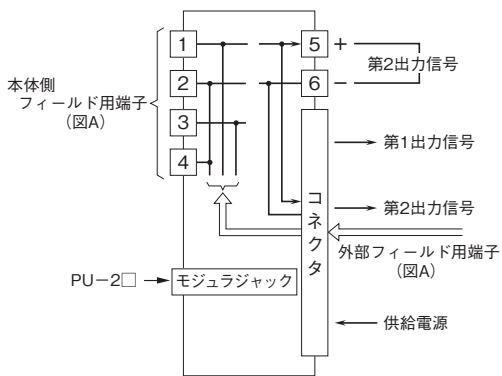 1
5
+
2
6
−
第2出力信号
本体側
フィールド用端子
(図A)
3
4
第1出力信号
第2出力信号
コネクタ
外部フィールド用端子
(図A)
PU−2□
モジュラジャック
供給電源